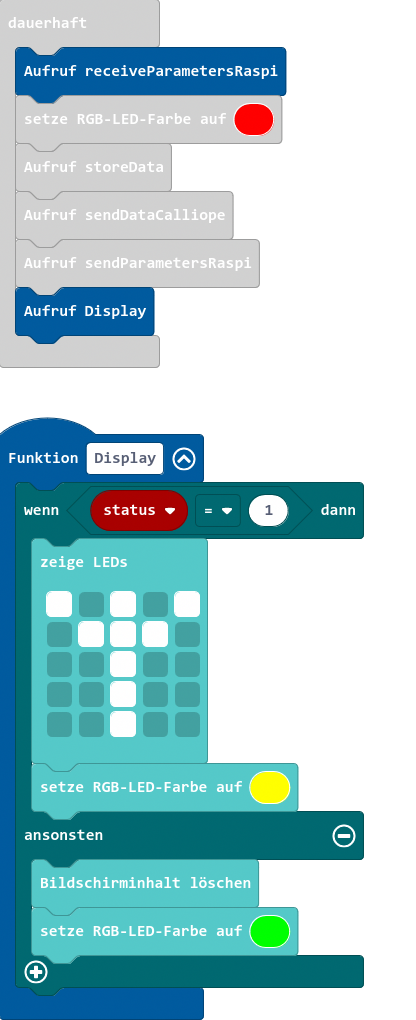 dauerhaft
Aufruf receiveParametersRaspi
setze RGB-LED-Farbe auf
Aufruf storeData
Aufruf sendDataCalliope
Aufruf sendParametersRaspi
Aufruf Display
Funktion Display
wenn status = 1 dann
zeige LEDs
setze RGB-LED-Farbe auf
ansonsten
Bildschirminhalt löschen
setze RGB-LED-Farbe auf